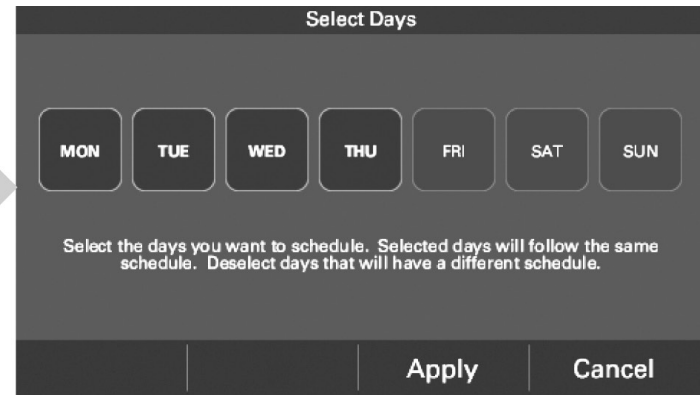 Select Days
MON TUE WED THU FRI SAT SUN
Select the days you want to schedule. Selected days will follow the same
schedule. Deselect days that will have a different schedule.
Apply Cancel